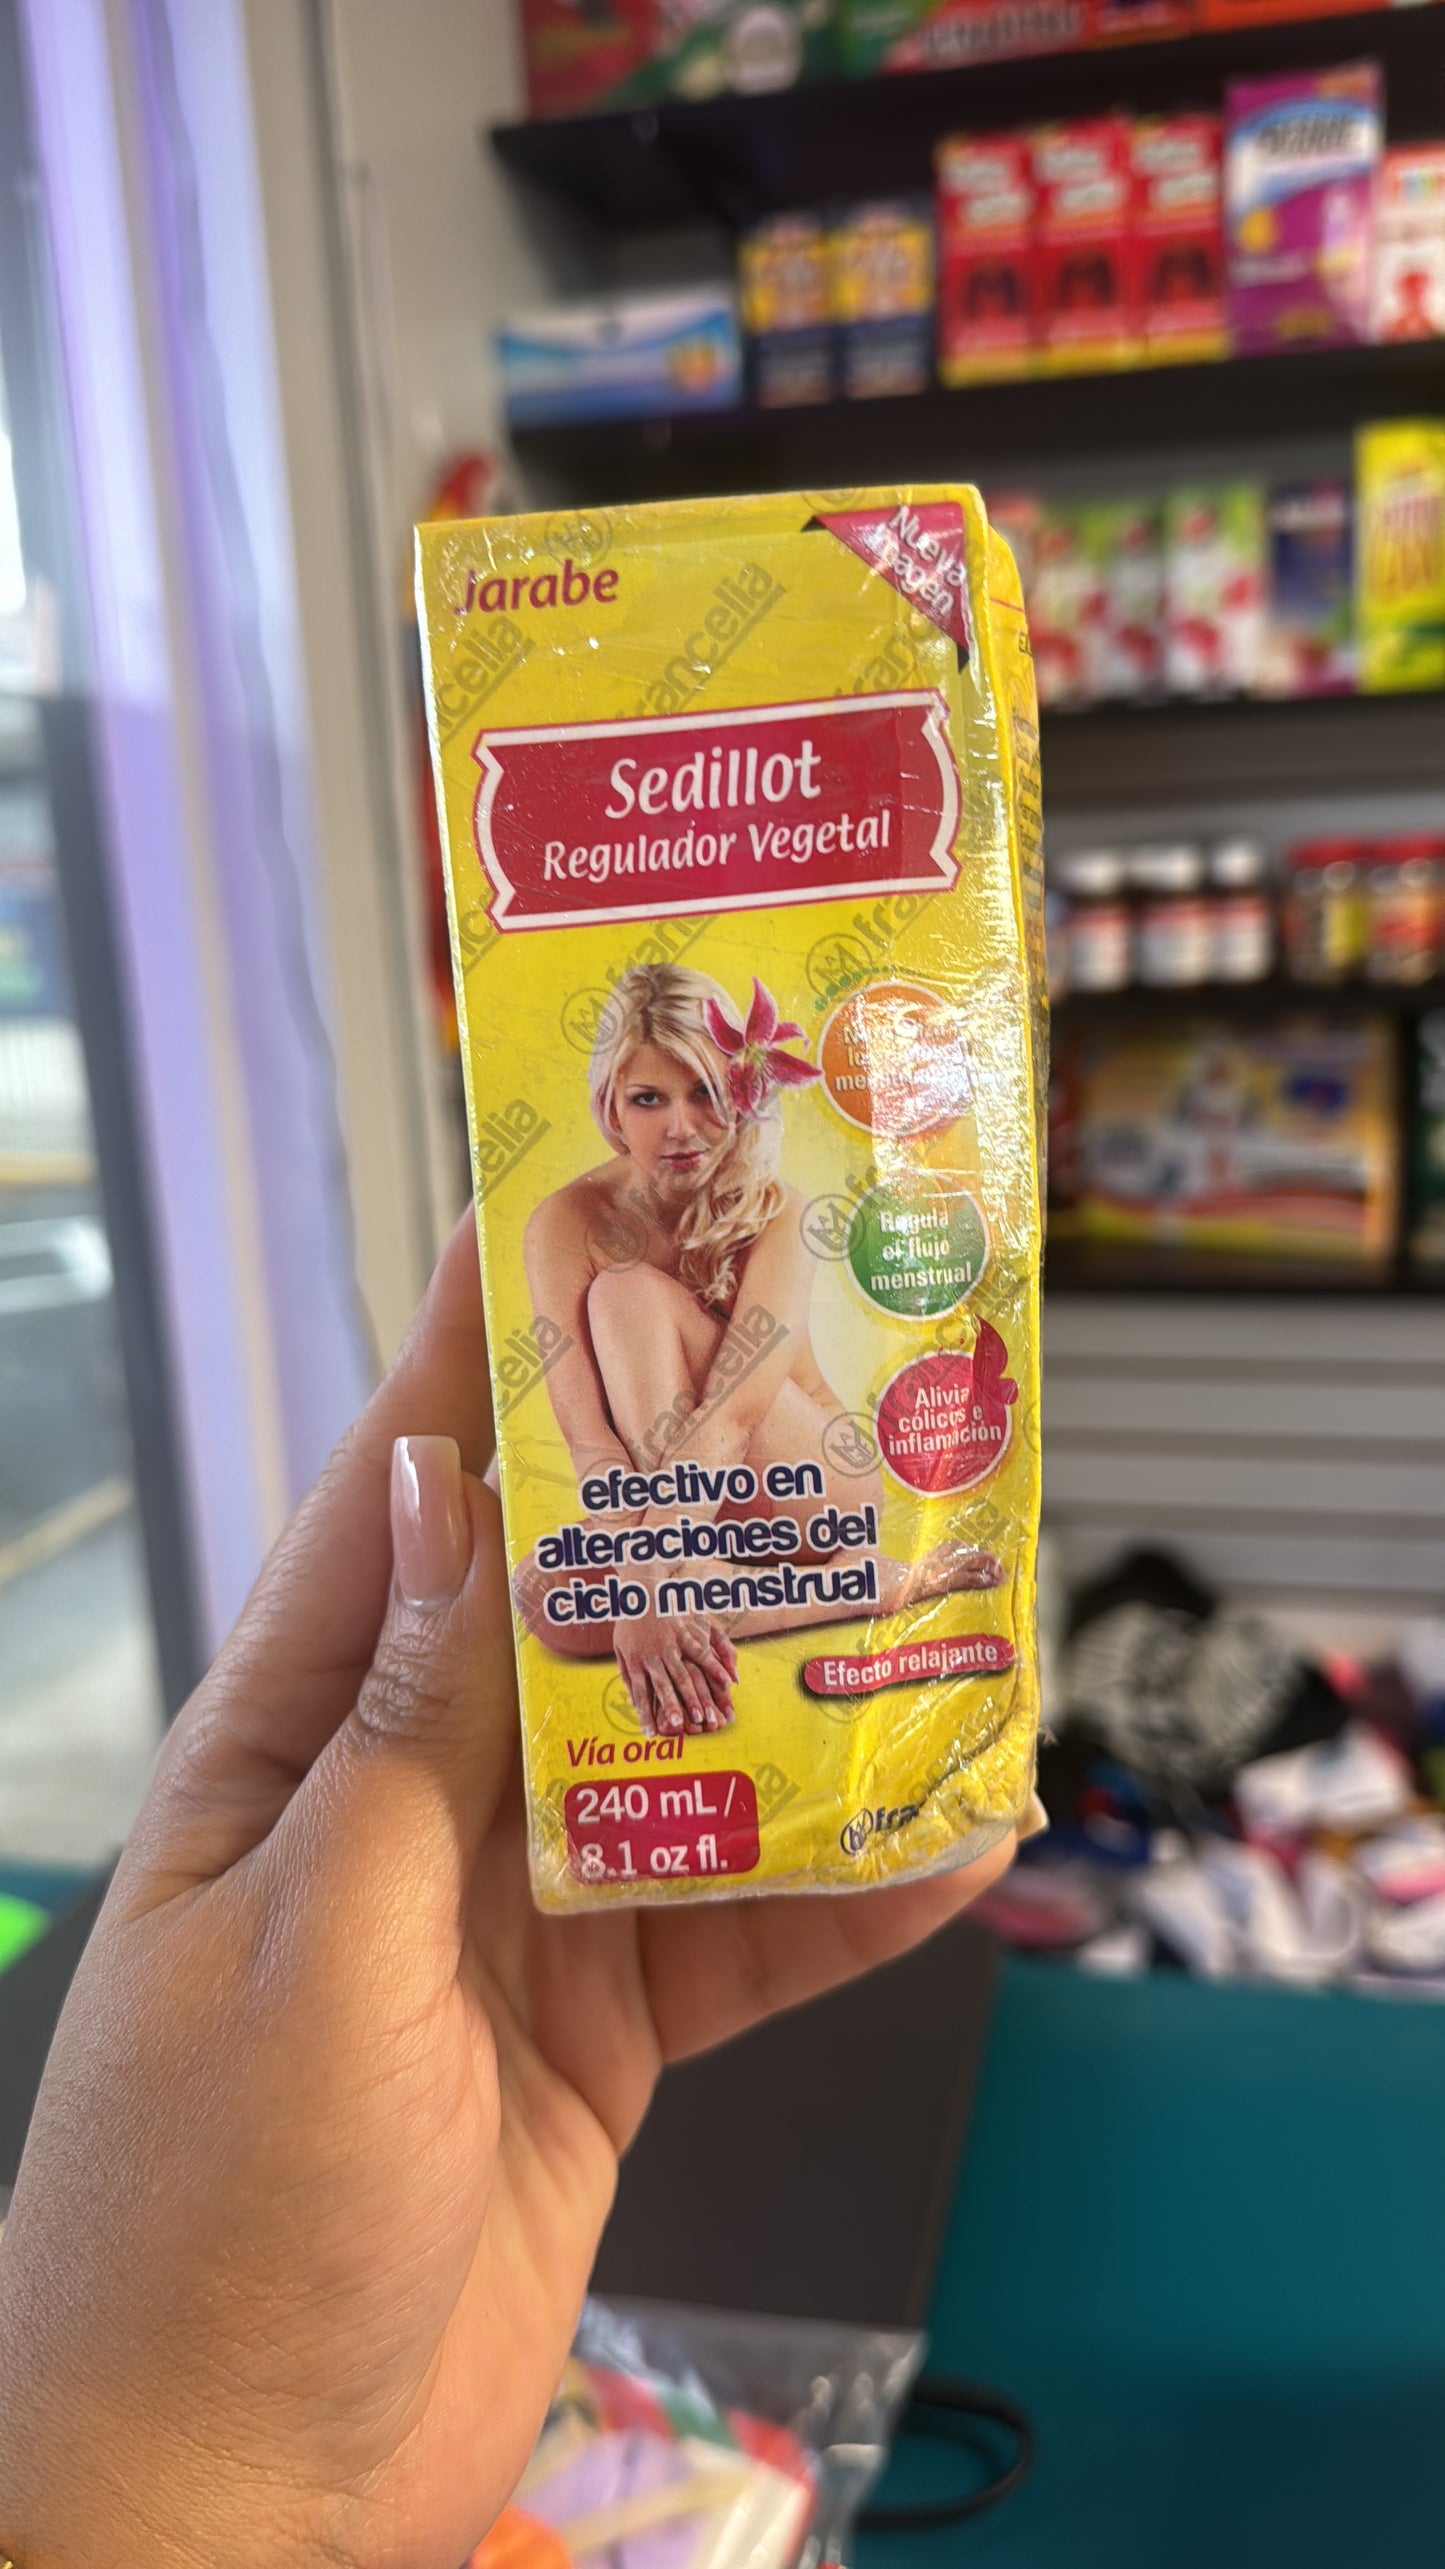 Jarabe
Nueva
Imagen
Sedillot
Regulador Vegetal
Regula
el flujo
menstrual
Alivia
cólicos e
inflamación
efectivo en
alteraciones del
ciclo menstrual
Efecto relajante
Vía oral
240 mL /
8.1 oz fl.
francelia